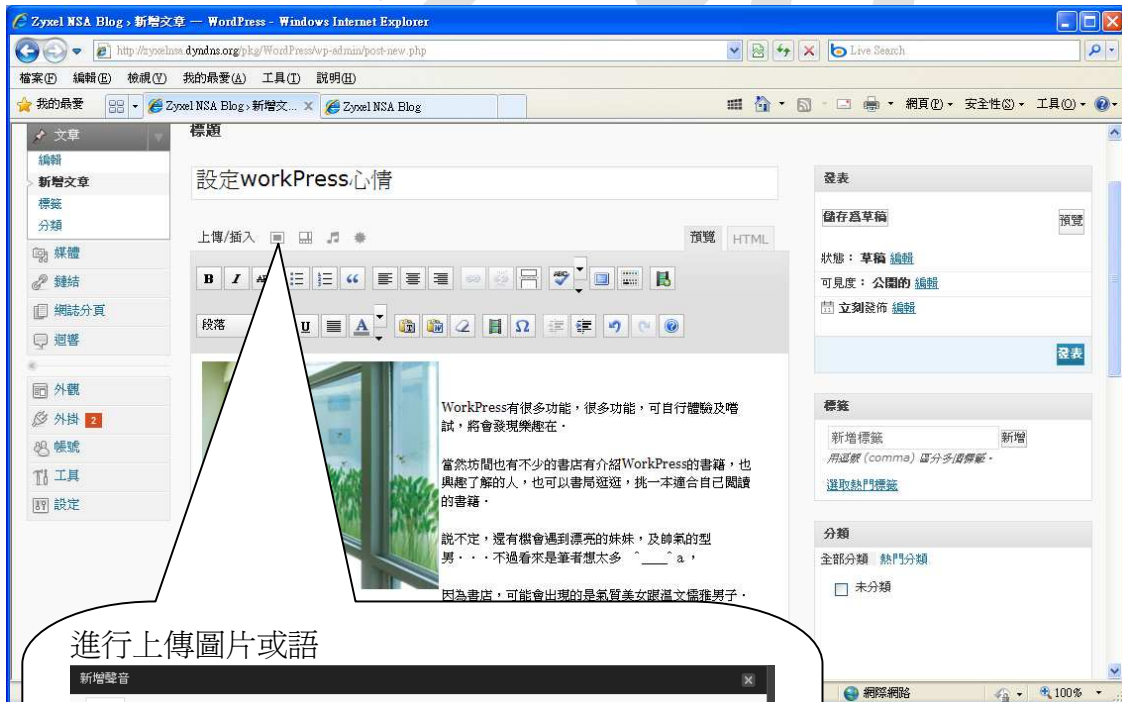 Zyxel NSA Blog › 新增文章 — WordPress - Windows Internet Explorer
http://zyxelnsa.dyndns.org/pkg/WordPress/wp-admin/post-new.php
Live Search
檔案(F) 編輯(E) 檢視(V) 我的最愛(A) 工具(T) 說明(H)
我的最愛 Zyxel NSA Blog › 新增文... Zyxel NSA Blog 網頁(P) 安全性(S) 工具(O)
文章
編輯
新增文章
標籤
分類
媒體
鏈結
網誌分頁
迴響
外觀
外掛 2
帳號
工具
設定
標題
設定workPress心情
上傳/插入
預覽 HTML
B I
段落 U A Ω
WorkPress有很多功能，很多功能，可自行體驗及嚐
試，將會發現樂趣在．
當然坊間也有不少的書店有介紹WorkPress的書籍，也
興趣了解的人，也可以書局逛逛，挑一本適合自己閱讀
的書籍．
說不定，還有機會遇到漂亮的妹妹，及帥氣的型
男．．．不過看來是筆者想太多 ^____^ a，
因為書店，可能會出現的是氣質美女跟溫文儒雅男子．
發表
儲存為草稿
預覽
狀態： 草稿 編輯
可見度： 公開的 編輯
立刻發佈 編輯
發表
標籤
新增標籤 新增
用逗號 (comma) 區分多個標籤．
選取熱門標籤
分類
全部分類 熱門分類
未分類
進行上傳圖片或語
新增聲音
網際網路 100%